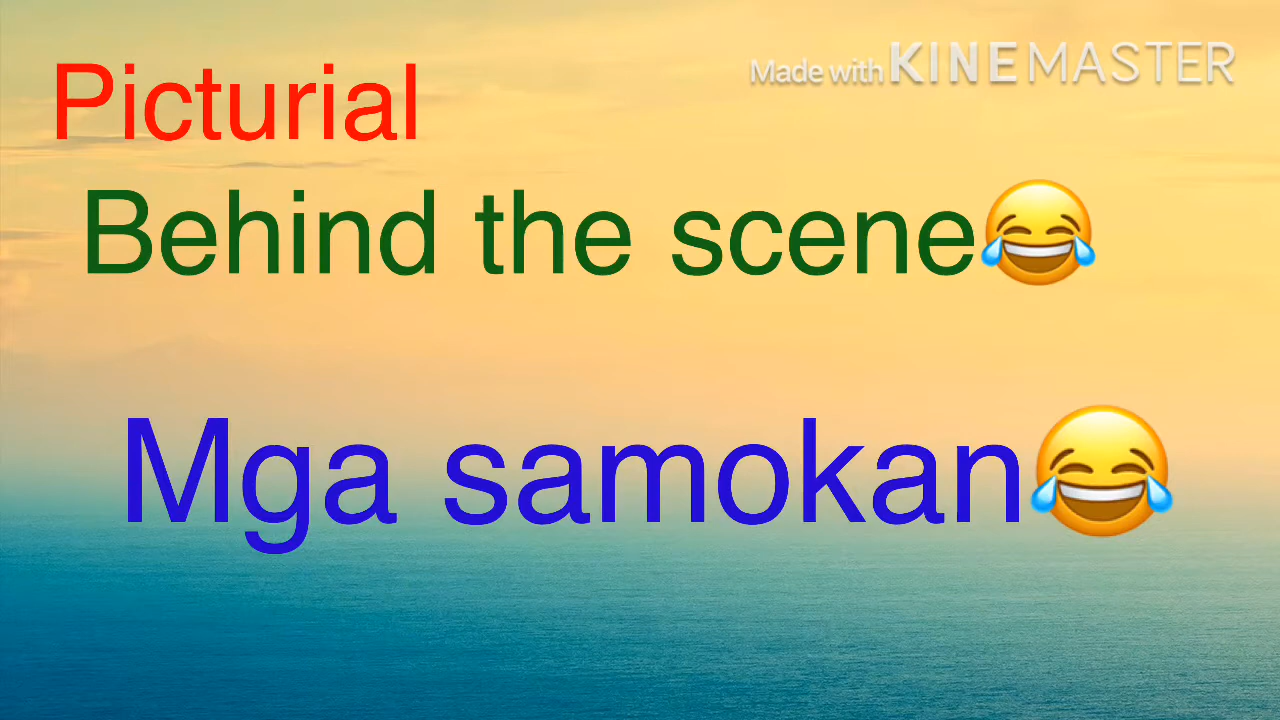 Picturial
Made with KINEMASTER
Behind the scene😂
Mga samokan😂